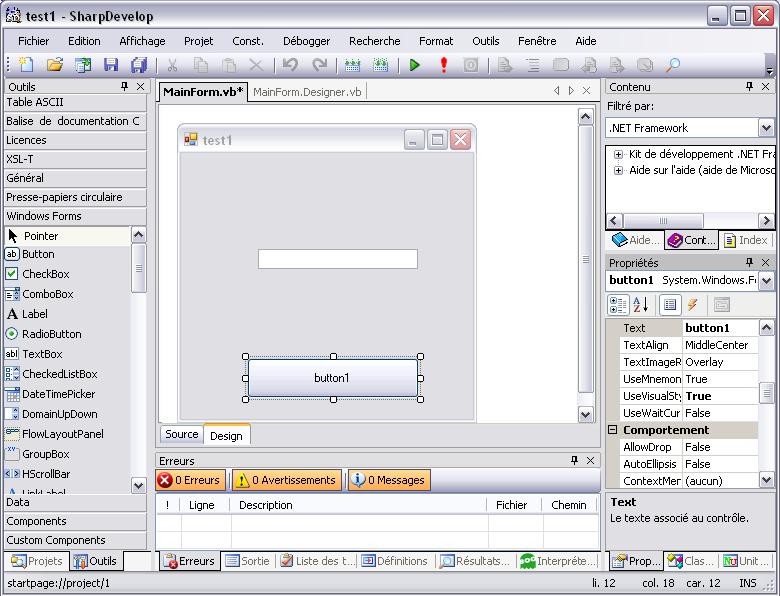 test1 - SharpDevelop
Fichier Edition Affichage Projet Const. Débogger Recherche Format Outils Fenêtre Aide
Outils
Table ASCII
Balise de documentation C
Licences
XSL-T
Général
Presse-papiers circulaire
Windows Forms
Pointer
Button
CheckBox
ComboBox
Label
RadioButton
TextBox
CheckedListBox
DateTimePicker
DomainUpDown
FlowLayoutPanel
GroupBox
HScrollBar
LinkLabel
Data
Components
Custom Components
Projets Outils
MainForm.vb* MainForm.Designer.vb
test1
button1
Source Design
Erreurs
0 Erreurs 0 Avertissements 0 Messages
! Ligne Description Fichier Chemin
Erreurs Sortie Liste des t... Définitions Résultats... Interpréte...
Contenu
Filtré par:
.NET Framework
Kit de développement .NET Fra
Aide sur l'aide (aide de Microso
Aide... Cont... Index
Propriétés
button1 System.Windows.Fo
Text button1
TextAlign MiddleCenter
TextImageR Overlay
UseMnemon True
UseVisualSty True
UseWaitCur False
Comportement
AllowDrop False
AutoEllipsis False
ContextMer (aucun)
Text
Le texte associé au contrôle.
Prop... Clas... Unit...
startpage://project/1 li. 12 col. 18 car. 12 INS